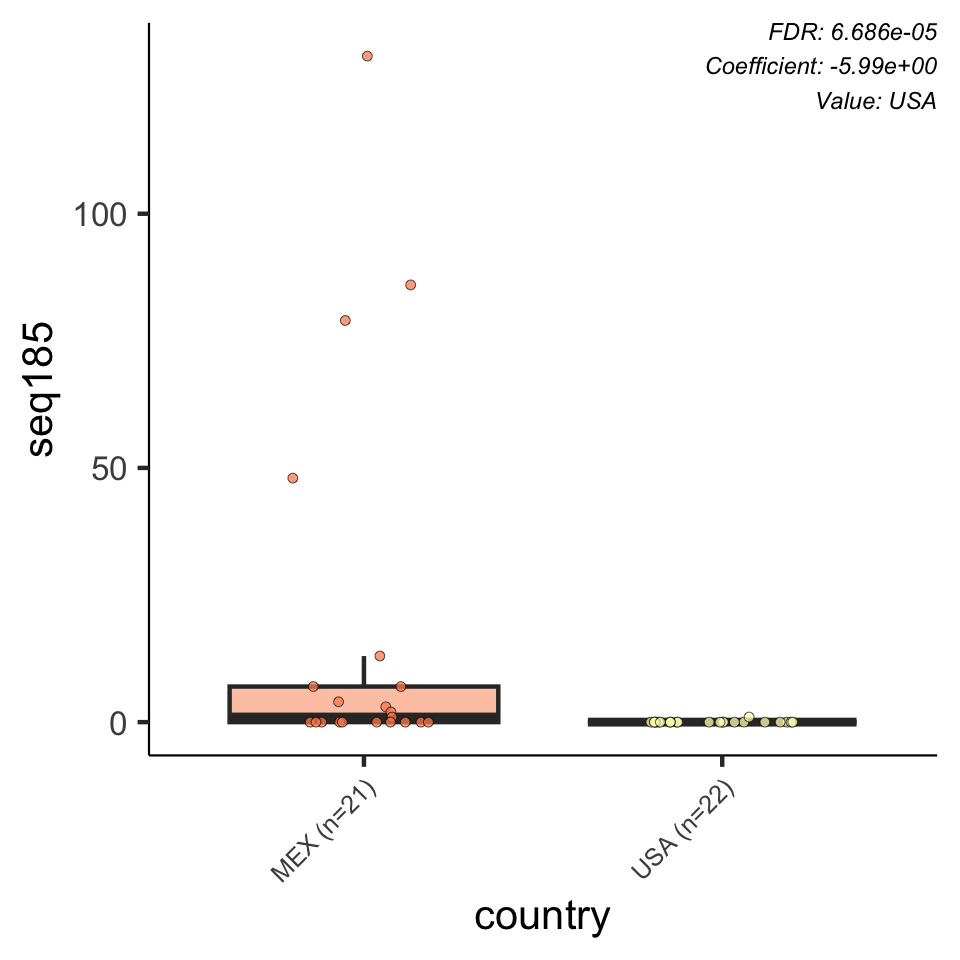 FDR: 6.686e-05
Coefficient: -5.99e+00
Value: USA
100
50
0
seq185
MEX (n=21)
USA (n=22)
country